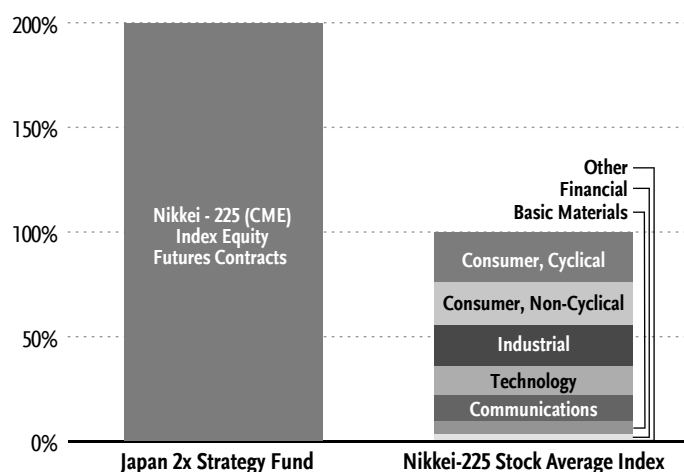 200%
150%
100%
50%
0%
Nikkei - 225 (CME)
Index Equity
Futures Contracts
Other
Financial
Basic Materials
Consumer, Cyclical
Consumer, Non-Cyclical
Industrial
Technology
Communications
Japan 2x Strategy Fund
Nikkei-225 Stock Average Index